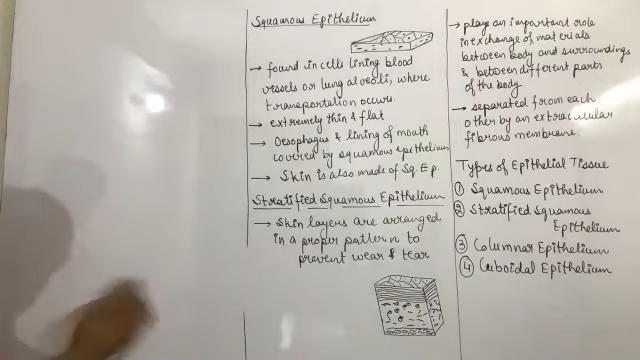 Squamous Epithelium
→ found in cells lining blood
vessels or lung alveoli, where
transportation occurs
→ extremely thin & flat
→ Oesophagus & lining of mouth
covered by squamous epithelium
→ Skin is also made of Sq. Ep.
Stratified Squamous Epithelium
→ Skin layers are arranged
in a proper pattern to
prevent wear & tear
→ plays an important role
in exchange of materials
between body and surroundings
& between different parts
of the body
→ separated from each
other by an extracellular
fibrous membrane.
Types of Epithelial Tissue
① Squamous Epithelium
② Stratified Squamous
Epithelium
③ Columnar Epithelium
④ Cuboidal Epithelium